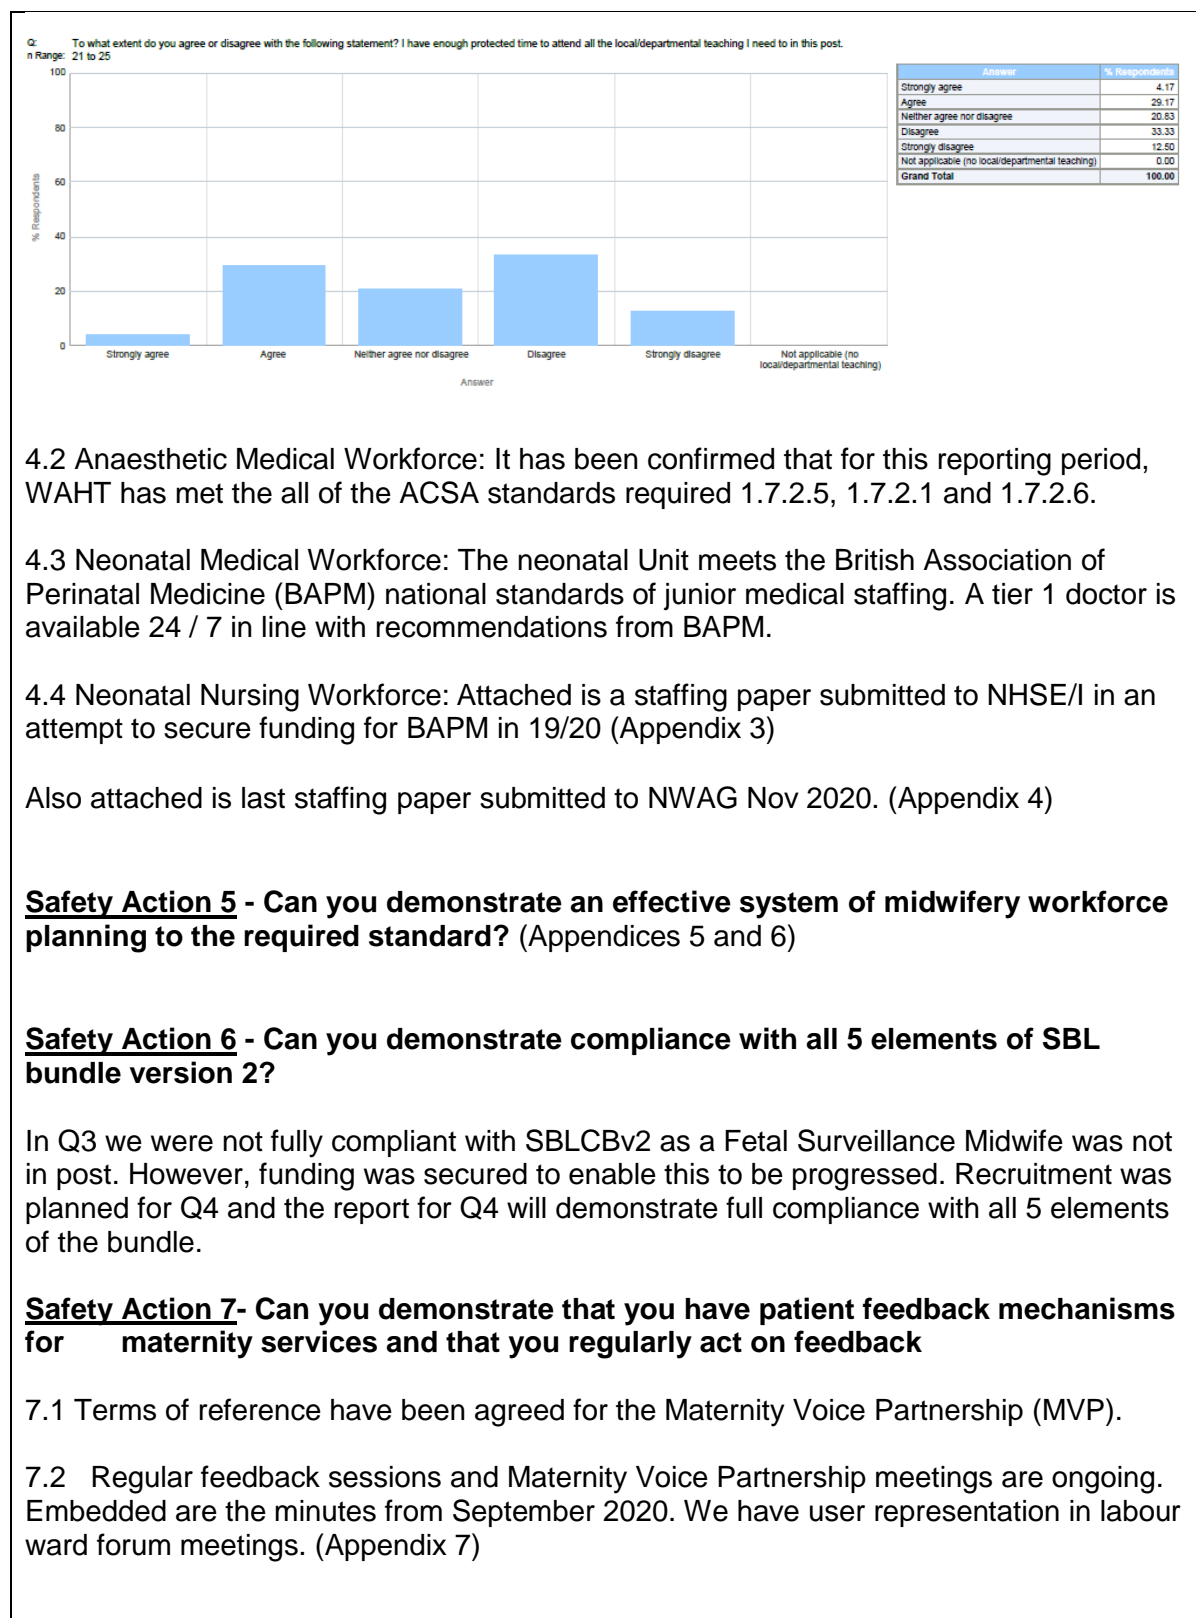 Q: To what extent do you agree or disagree with the following statement? I have enough protected time to attend all the local/departmental teaching I need to in this post.
n Range: 21 to 25
100
80
60
40
20
0
% Respondents
Strongly agree
Agree
Neither agree nor disagree
Disagree
Strongly disagree
Not applicable (no
local/departmental teaching)
Answer
Answer % Respondents
Strongly agree 4.17
Agree 29.17
Neither agree nor disagree 20.83
Disagree 33.33
Strongly disagree 12.50
Not applicable (no local/departmental teaching) 0.00
Grand Total 100.00
4.2 Anaesthetic Medical Workforce: It has been confirmed that for this reporting period,
WAHT has met the all of the ACSA standards required 1.7.2.5, 1.7.2.1 and 1.7.2.6.
4.3 Neonatal Medical Workforce: The neonatal Unit meets the British Association of
Perinatal Medicine (BAPM) national standards of junior medical staffing. A tier 1 doctor is
available 24 / 7 in line with recommendations from BAPM.
4.4 Neonatal Nursing Workforce: Attached is a staffing paper submitted to NHSE/I in an
attempt to secure funding for BAPM in 19/20 (Appendix 3)
Also attached is last staffing paper submitted to NWAG Nov 2020. (Appendix 4)
Safety Action 5 - Can you demonstrate an effective system of midwifery workforce
planning to the required standard? (Appendices 5 and 6)
Safety Action 6 - Can you demonstrate compliance with all 5 elements of SBL
bundle version 2?
In Q3 we were not fully compliant with SBLCBv2 as a Fetal Surveillance Midwife was not
in post. However, funding was secured to enable this to be progressed. Recruitment was
planned for Q4 and the report for Q4 will demonstrate full compliance with all 5 elements
of the bundle.
Safety Action 7- Can you demonstrate that you have patient feedback mechanisms
for maternity services and that you regularly act on feedback
7.1 Terms of reference have been agreed for the Maternity Voice Partnership (MVP).
7.2 Regular feedback sessions and Maternity Voice Partnership meetings are ongoing.
Embedded are the minutes from September 2020. We have user representation in labour
ward forum meetings. (Appendix 7)